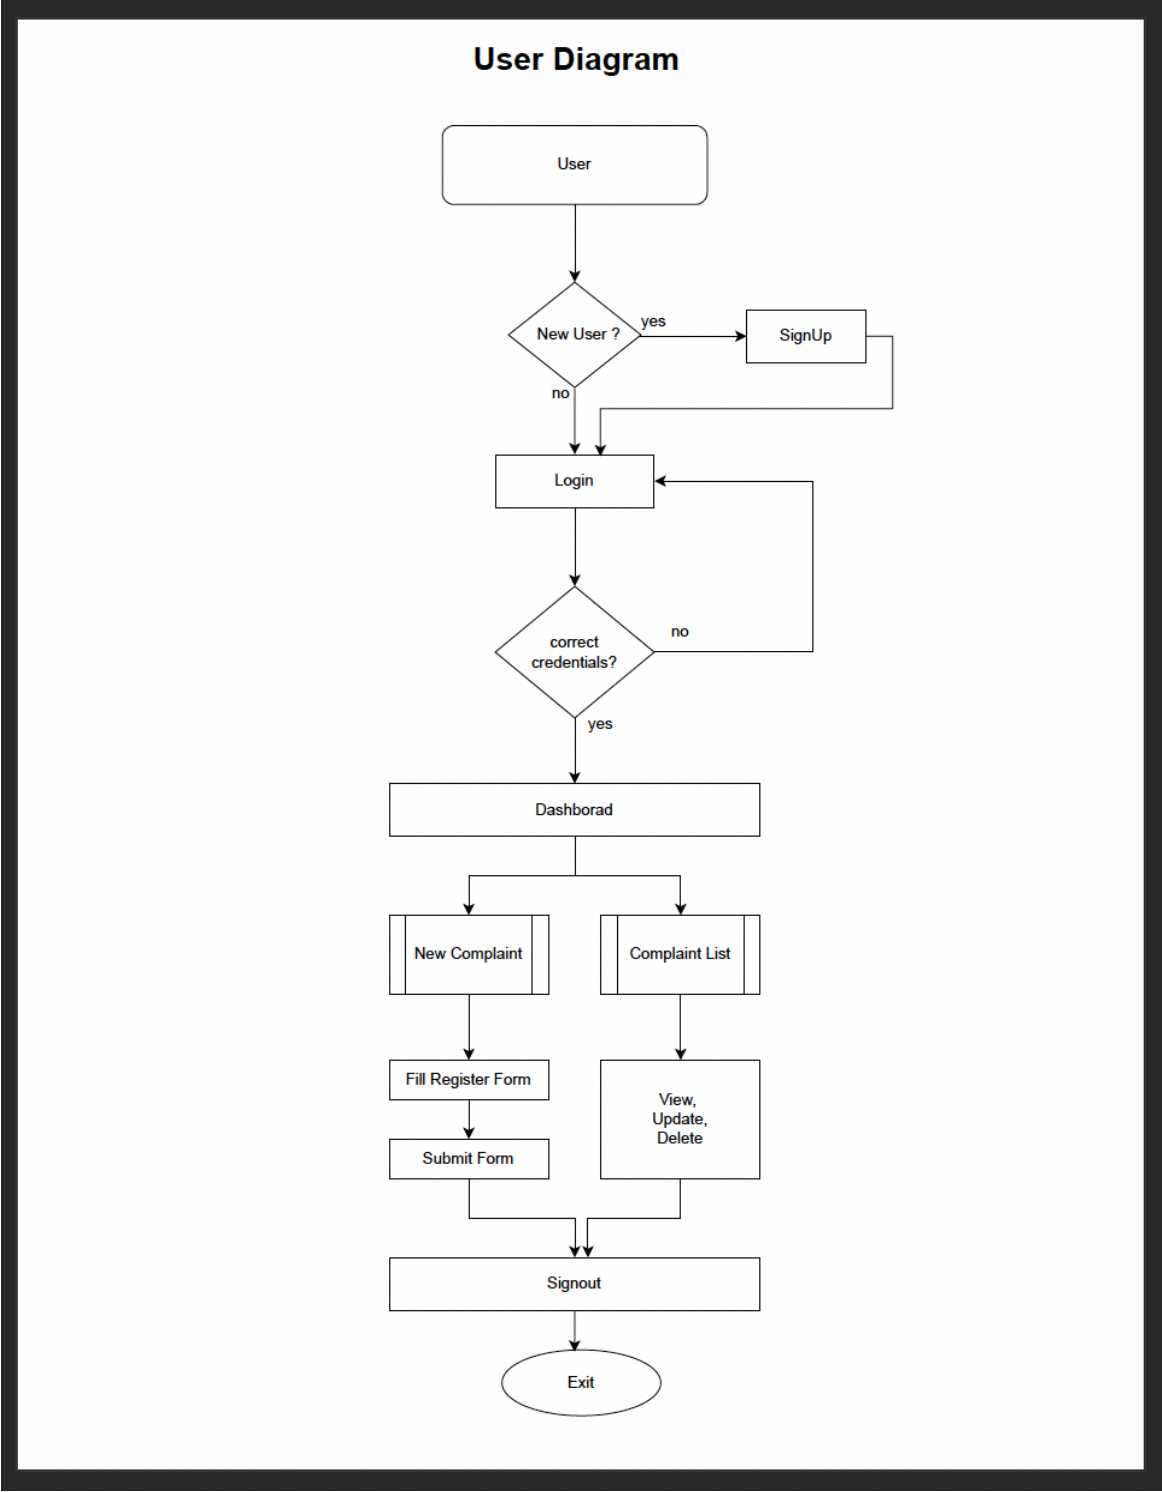 User Diagram
User
New User ?
yes
SignUp
no
Login
correct
credentials?
no
yes
Dashborad
New Complaint
Complaint List
Fill Register Form
View,
Update,
Delete
Submit Form
Signout
Exit